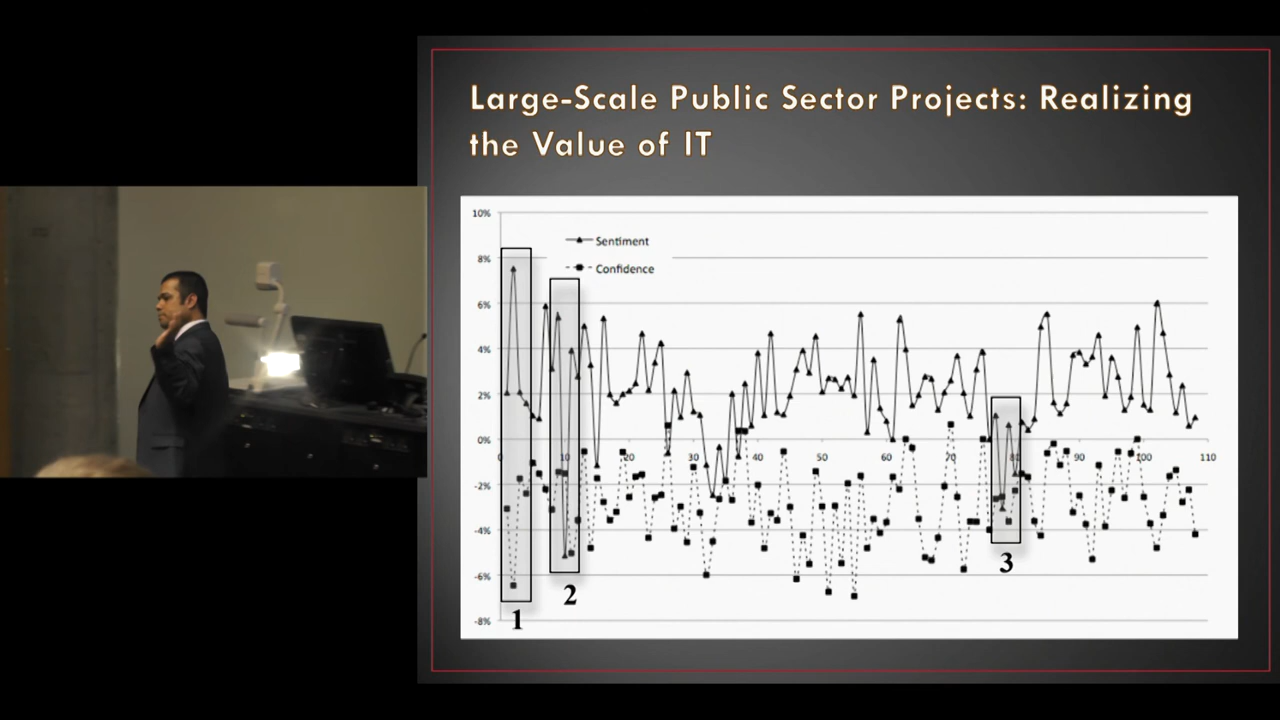 Large-Scale Public Sector Projects: Realizing
the Value of IT
10%
8%
6%
4%
2%
0%
-2%
-4%
-6%
-8%
Sentiment
Confidence
0 10 20 30 40 50 60 70 80 90 100 110
1
2
3